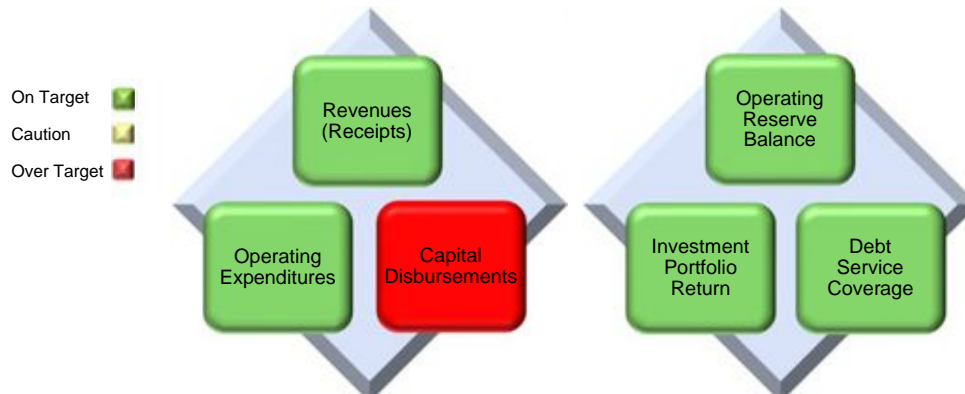 On Target
Caution
Over Target
Revenues
(Receipts)
Operating
Expenditures
Capital
Disbursements
Operating
Reserve
Balance
Investment
Portfolio
Return
Debt
Service
Coverage